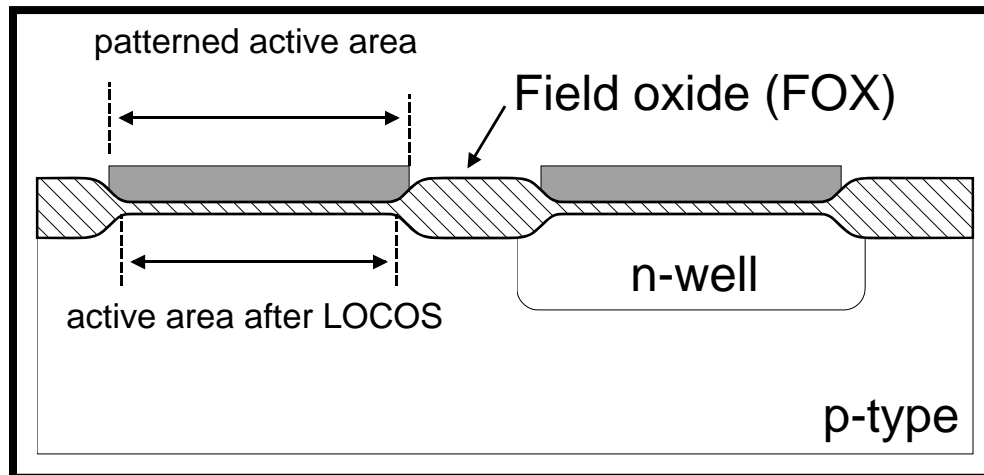 patterned active area
Field oxide (FOX)
n-well
active area after LOCOS
p-type